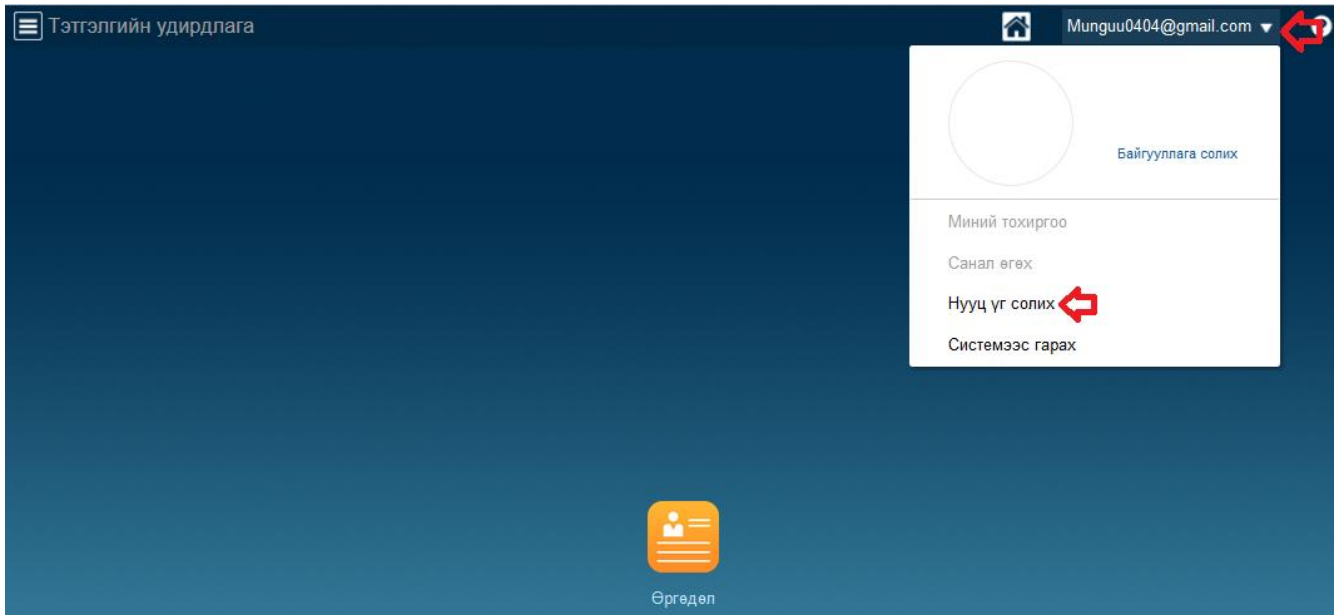 Тэтгэлгийн удирдлага
Munguu0404@gmail.com
Байгууллага солих
Миний тохиргоо
Санал өгөх
Нууц үг солих
Системээс гарах
Өргөдөл